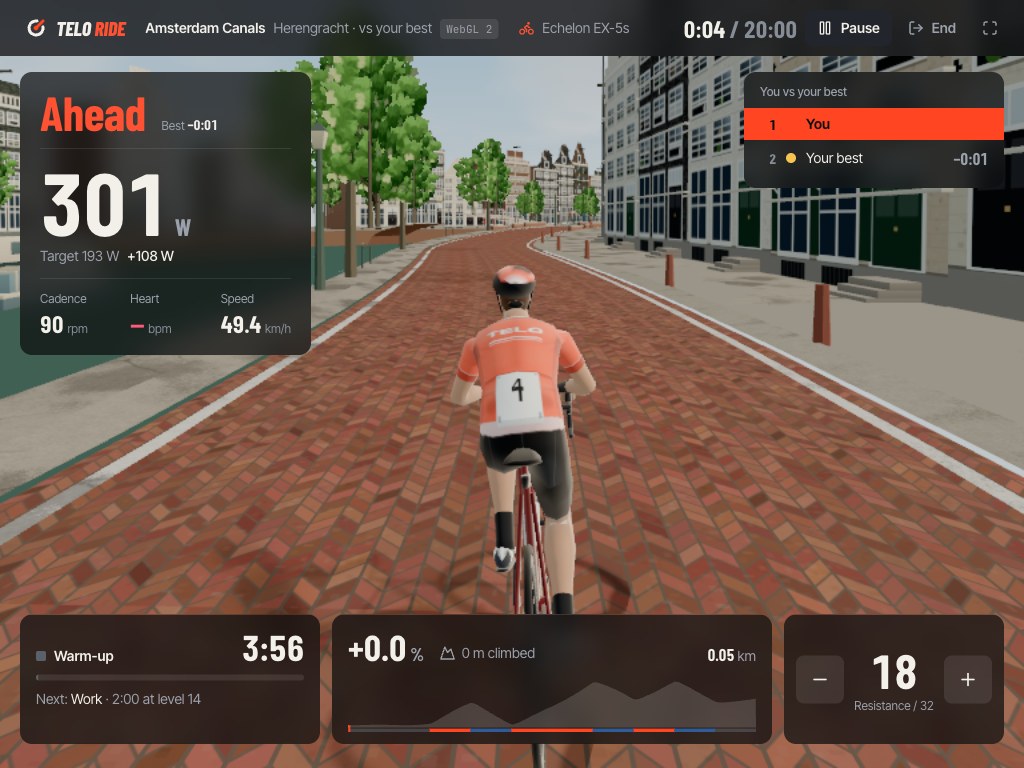 TELO RIDE Amsterdam Canals Herengracht · vs your best WebGL 2 Echelon EX-5s 0:04 / 20:00 Pause End
Ahead Best −0:01
301 W
Target 193 W +108 W
Cadence Heart Speed
90 rpm — bpm 49.4 km/h
You vs your best
1 You
2 Your best −0:01
TELO
4
Warm-up 3:56
Next: Work · 2:00 at level 14
+0.0 % 0 m climbed 0.05 km
− 18 +
Resistance / 32